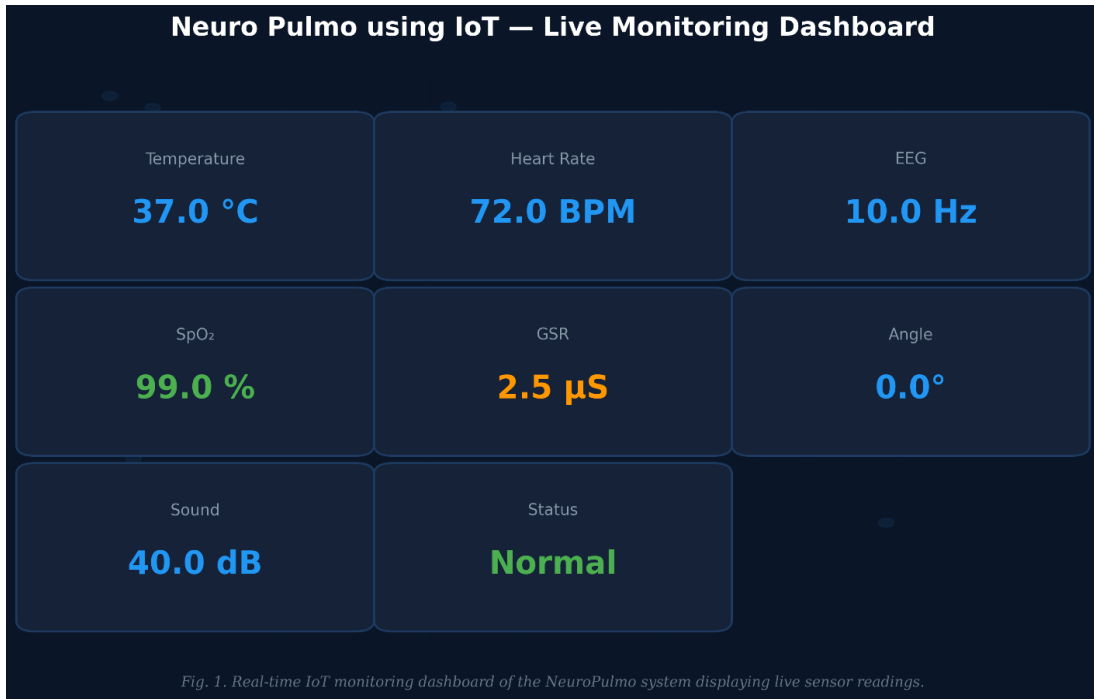 Neuro Pulmo using IoT — Live Monitoring Dashboard
Temperature
37.0 °C
Heart Rate
72.0 BPM
EEG
10.0 Hz
SpO₂
99.0 %
GSR
2.5 µS
Angle
0.0°
Sound
40.0 dB
Status
Normal
Fig. 1. Real-time IoT monitoring dashboard of the NeuroPulmo system displaying live sensor readings.